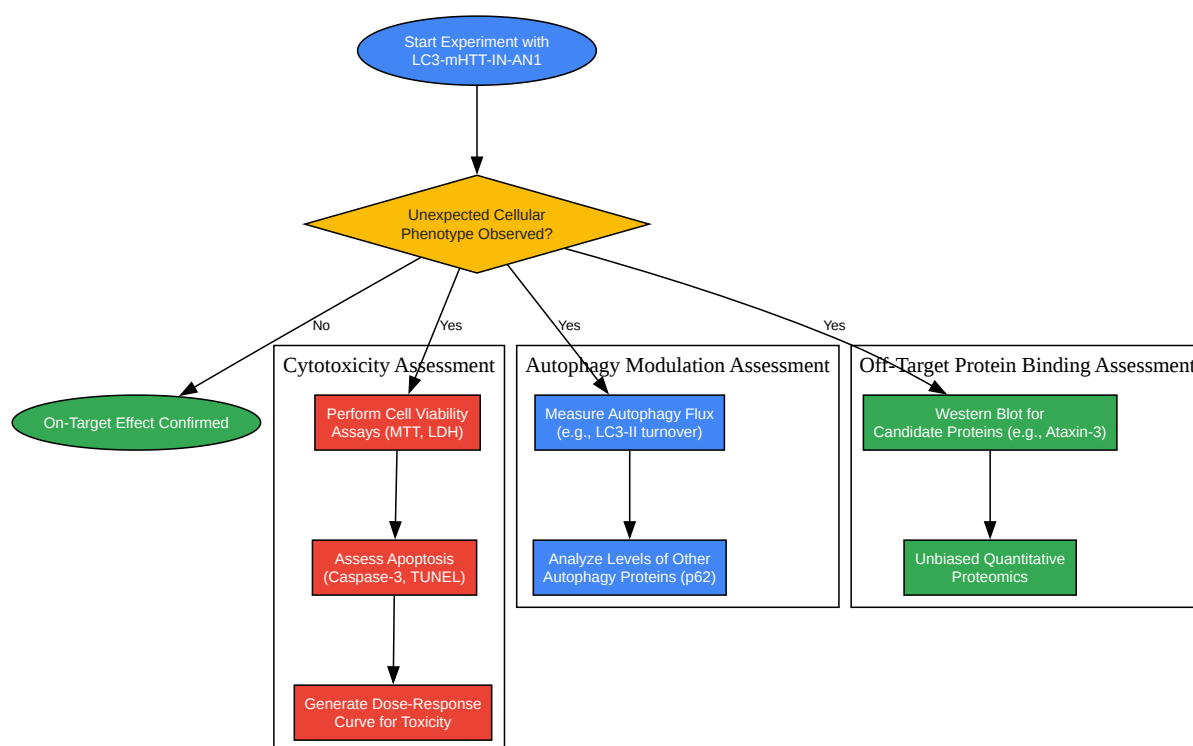 Start Experiment with
LC3-mHTT-IN-AN1
Unexpected Cellular
Phenotype Observed?
No
Yes
Yes
Yes
Cytotoxicity Assessment
Autophagy Modulation Assessment
Off-Target Protein Binding Assessment
On-Target Effect Confirmed
Perform Cell Viability
Assays (MTT, LDH)
Measure Autophagy Flux
(e.g., LC3-II turnover)
Western Blot for
Candidate Proteins (e.g., Ataxin-3)
Assess Apoptosis
(Caspase-3, TUNEL)
Analyze Levels of Other
Autophagy Proteins (p62)
Unbiased Quantitative
Proteomics
Generate Dose-Response
Curve for Toxicity